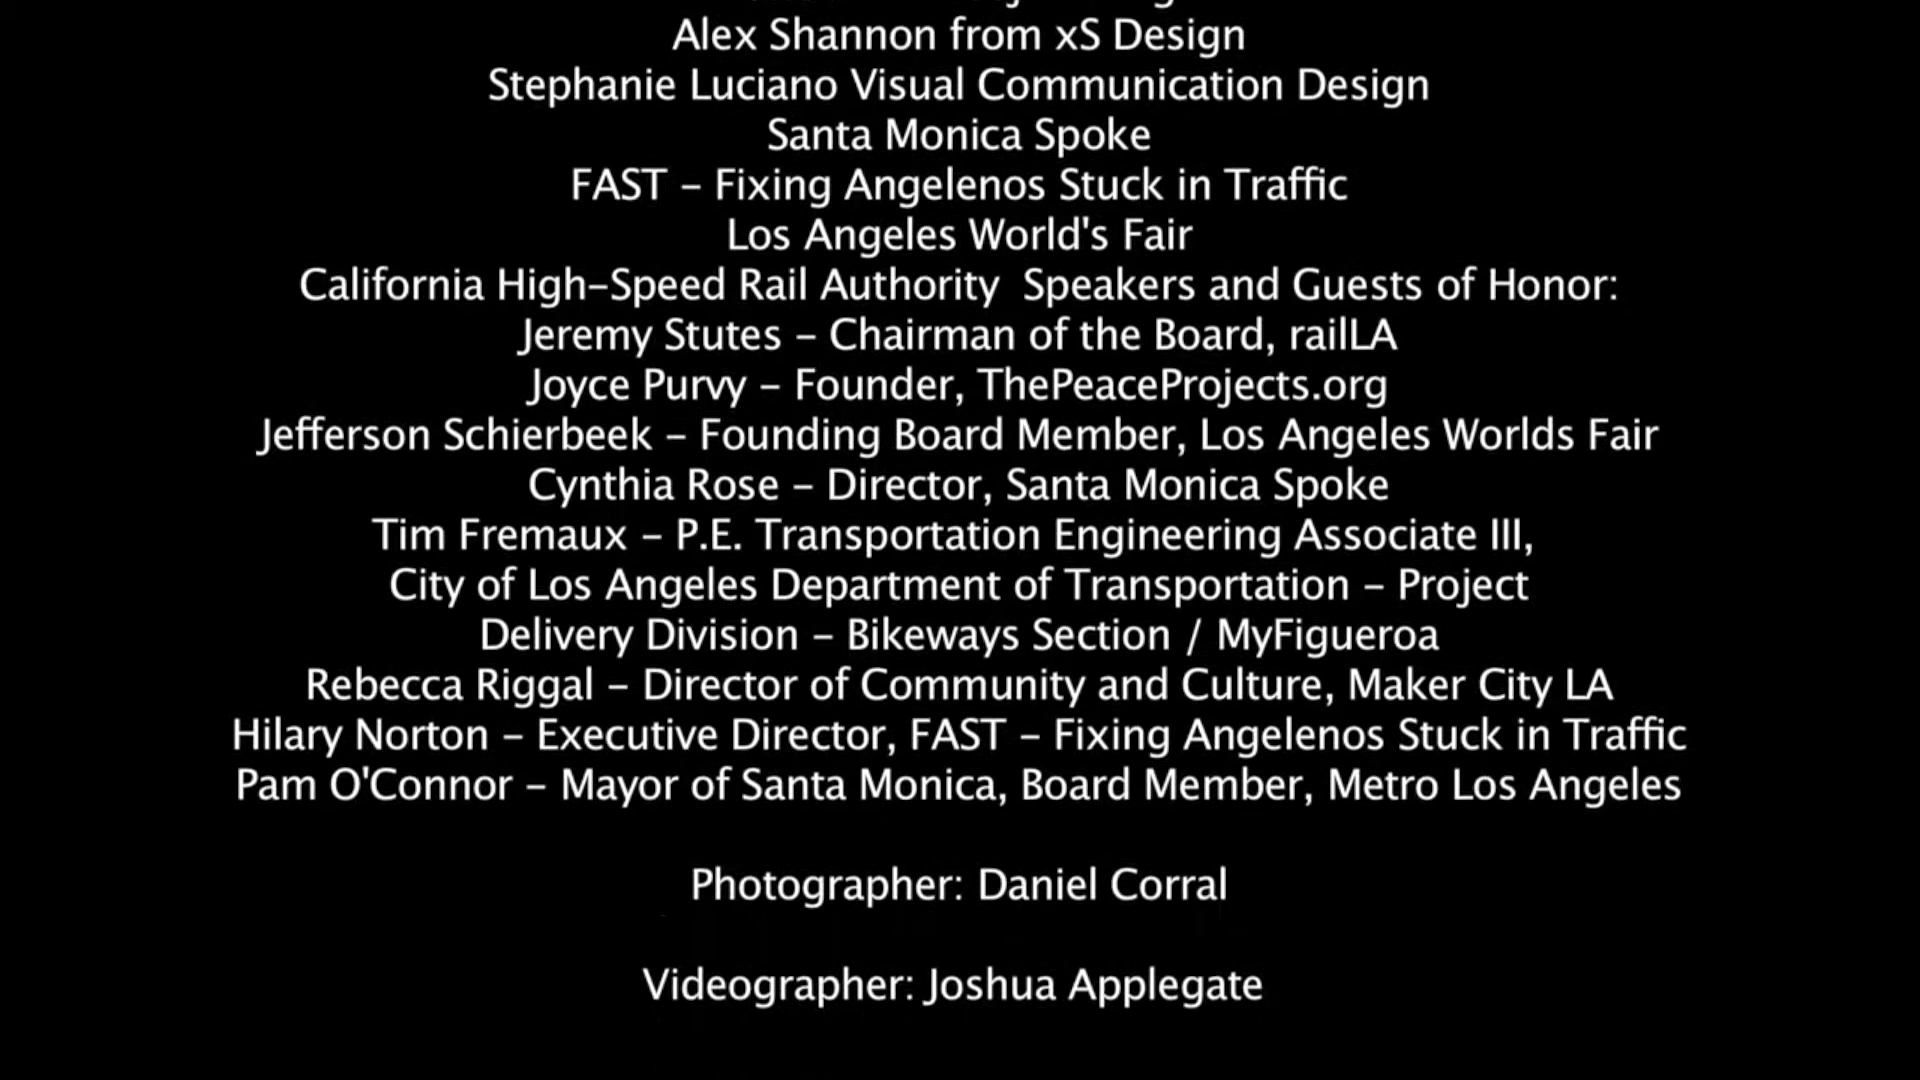 Alex Shannon from xS Design
Stephanie Luciano Visual Communication Design
Santa Monica Spoke
FAST – Fixing Angelenos Stuck in Traffic
Los Angeles World's Fair
California High–Speed Rail Authority  Speakers and Guests of Honor:
Jeremy Stutes – Chairman of the Board, railLA
Joyce Purvy – Founder, ThePeaceProjects.org
Jefferson Schierbeek – Founding Board Member, Los Angeles Worlds Fair
Cynthia Rose – Director, Santa Monica Spoke
Tim Fremaux – P.E. Transportation Engineering Associate III,
City of Los Angeles Department of Transportation – Project
Delivery Division – Bikeways Section / MyFigueroa
Rebecca Riggal – Director of Community and Culture, Maker City LA
Hilary Norton – Executive Director, FAST – Fixing Angelenos Stuck in Traffic
Pam O'Connor – Mayor of Santa Monica, Board Member, Metro Los Angeles
Photographer: Daniel Corral
Videographer: Joshua Applegate